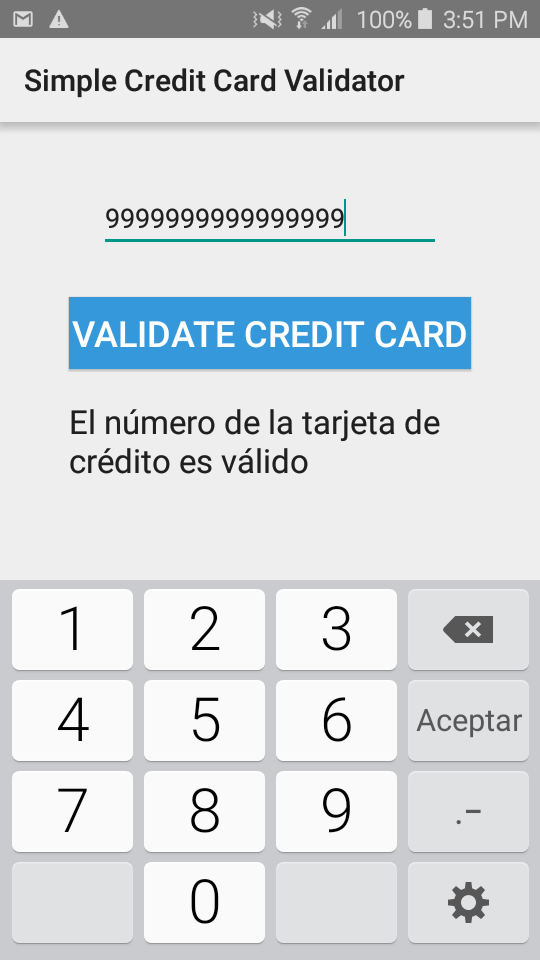 100% 3:51 PM
Simple Credit Card Validator
9999999999999999
VALIDATE CREDIT CARD
El número de la tarjeta de
crédito es válido
1 2 3
4 5 6 Aceptar
7 8 9 .-
0